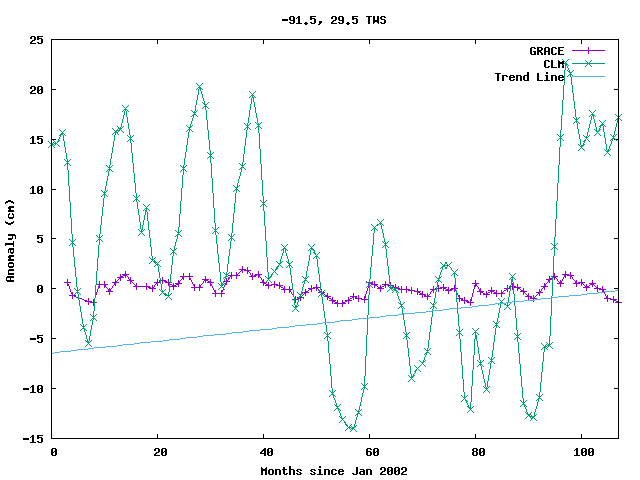 -91.5, 29.5 TWS
GRACE
CLM
Trend Line
25
20
15
10
5
0
-5
-10
-15
Anomaly (cm)
0 20 40 60 80 100
Months since Jan 2002